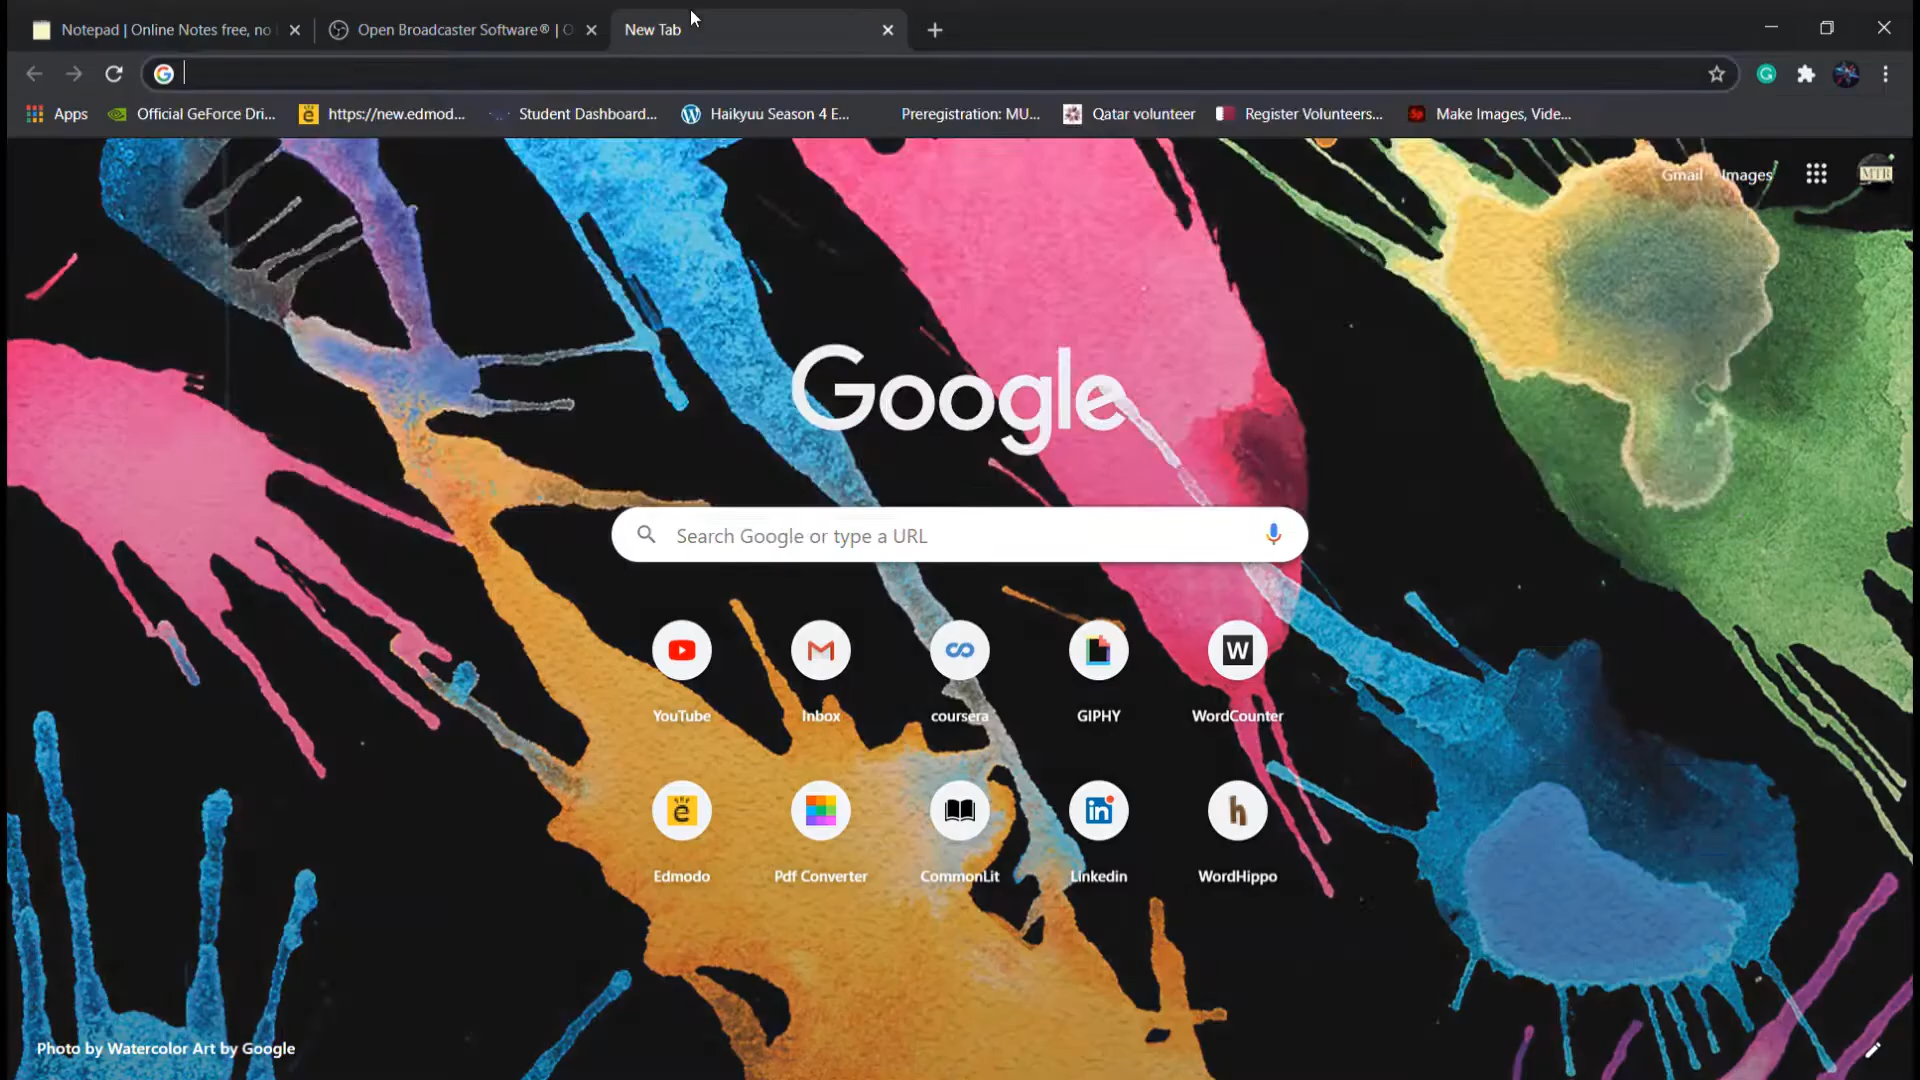 Notepad | Online Notes free, no
Open Broadcaster Software® | O
New Tab
Apps
Official GeForce Dri...
https://new.edmod...
Student Dashboard...
Haikyuu Season 4 E...
Preregistration: MU...
Qatar volunteer
Register Volunteers...
Make Images, Vide...
Gmail
Images
MTR
Google
Search Google or type a URL
YouTube
Inbox
coursera
GIPHY
W
WordCounter
Edmodo
Pdf Converter
CommonLit
in
Linkedin
h
WordHippo
Photo by Watercolor Art by Google